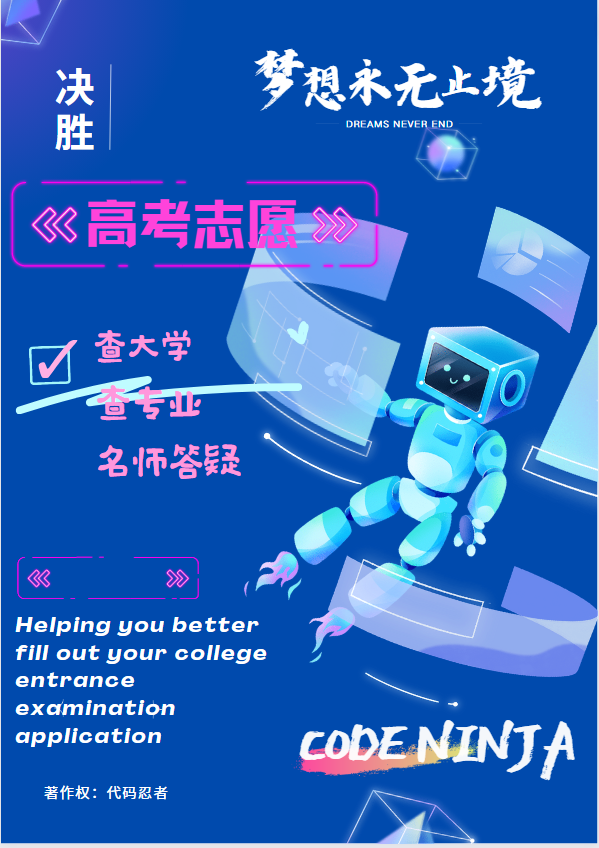 决
胜
梦想永无止境
DREAMS NEVER END
高考志愿
查大学
查专业
名师答疑
Helping you better
fill out your college
entrance
examination
application
CODE NINJA
著作权：代码忍者